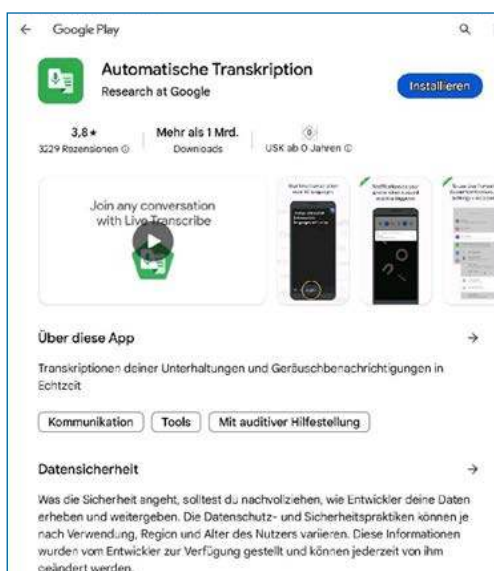 Google Play
Automatische Transkription
Research at Google
Installieren
3,8★
3229 Rezensionen
Mehr als 1 Mrd.
Downloads
0
USK ab 0 Jahren
Join any conversation
with Live Transcribe
Über diese App
Transkriptionen deiner Unterhaltungen und Geräuschbenachrichtigungen in
Echtzeit
Kommunikation
Tools
Mit auditiver Hilfestellung
Datensicherheit
Was die Sicherheit angeht, solltest du nachvollziehen, wie Entwickler deine Daten
erheben und weitergeben. Die Datenschutz- und Sicherheitspraktiken können je
nach Verwendung, Region und Alter des Nutzers variieren. Diese Informationen
wurden vom Entwickler zur Verfügung gestellt und können jederzeit von ihm
geändert werden.